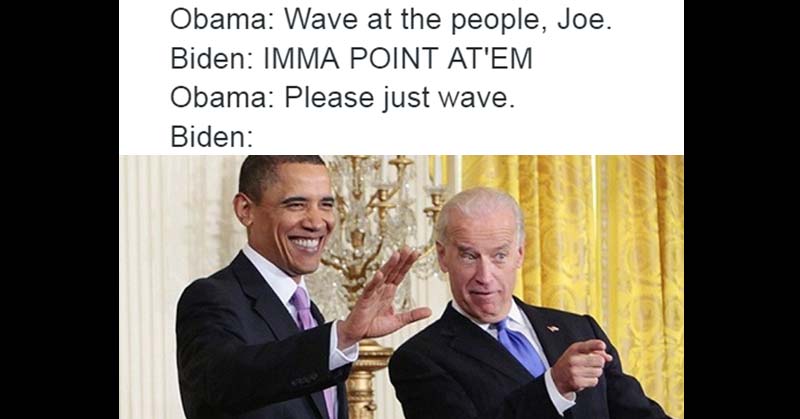 Obama: Wave at the people, Joe.
Biden: IMMA POINT AT'EM
Obama: Please just wave.
Biden: